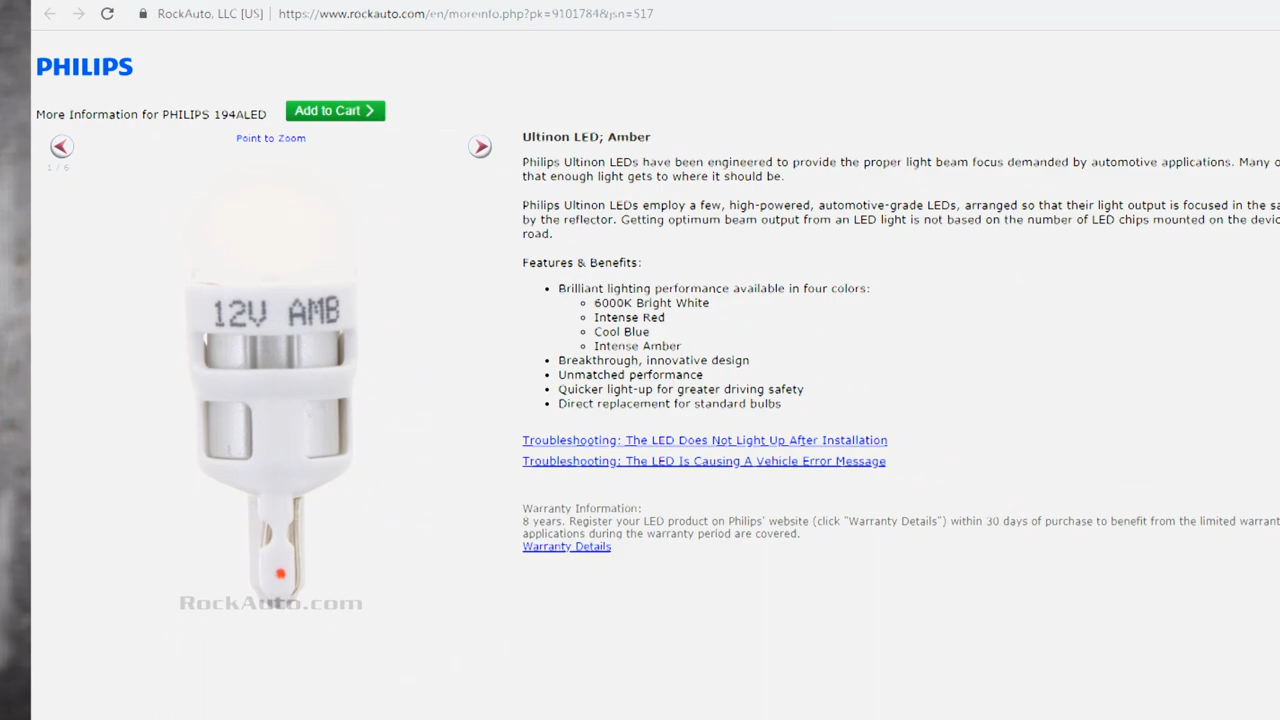 RockAuto, LLC [US] | https://www.rockauto.com/en/moreinfo.php?pk=9101784&jsn=517
PHILIPS
More Information for PHILIPS 194ALED
Add to Cart
Point to Zoom
1 / 6
12V AMB
RockAuto.com
Ultinon LED; Amber
Philips Ultinon LEDs have been engineered to provide the proper light beam focus demanded by automotive applications. Many
that enough light gets to where it should be.
Philips Ultinon LEDs employ a few, high-powered, automotive-grade LEDs, arranged so that their light output is focused in the
by the reflector. Getting optimum beam output from an LED light is not based on the number of LED chips mounted on the
road.
Features & Benefits:
• Brilliant lighting performance available in four colors:
○ 6000K Bright White
○ Intense Red
○ Cool Blue
○ Intense Amber
• Breakthrough, innovative design
• Unmatched performance
• Quicker light-up for greater driving safety
• Direct replacement for standard bulbs
Troubleshooting: The LED Does Not Light Up After Installation
Troubleshooting: The LED Is Causing A Vehicle Error Message
Warranty Information:
8 years. Register your LED product on Philips' website (click "Warranty Details") within 30 days of purchase to benefit from the limited
applications during the warranty period are covered.
Warranty Details